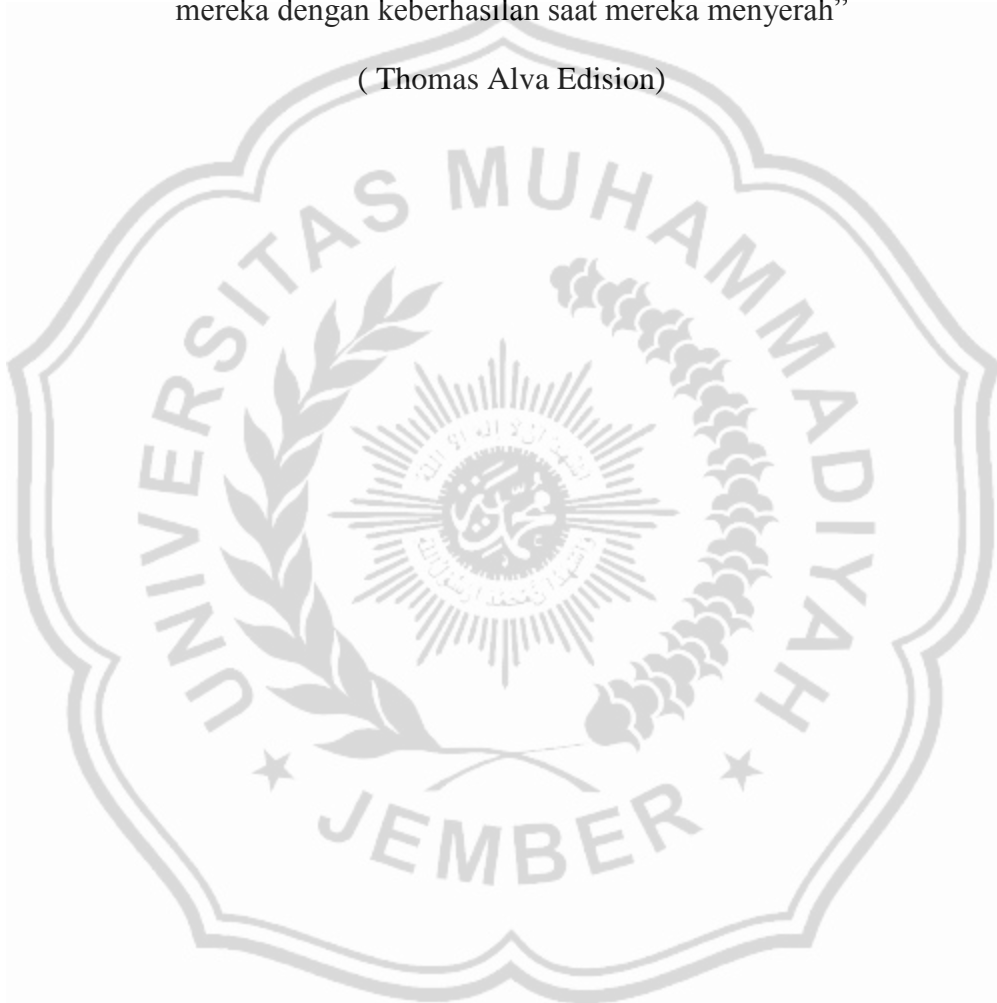 mereka dengan keberhasilan saat mereka menyerah”
( Thomas Alva Edision)
UNIVERSITAS MUHAMMADIYAH
JEMBER